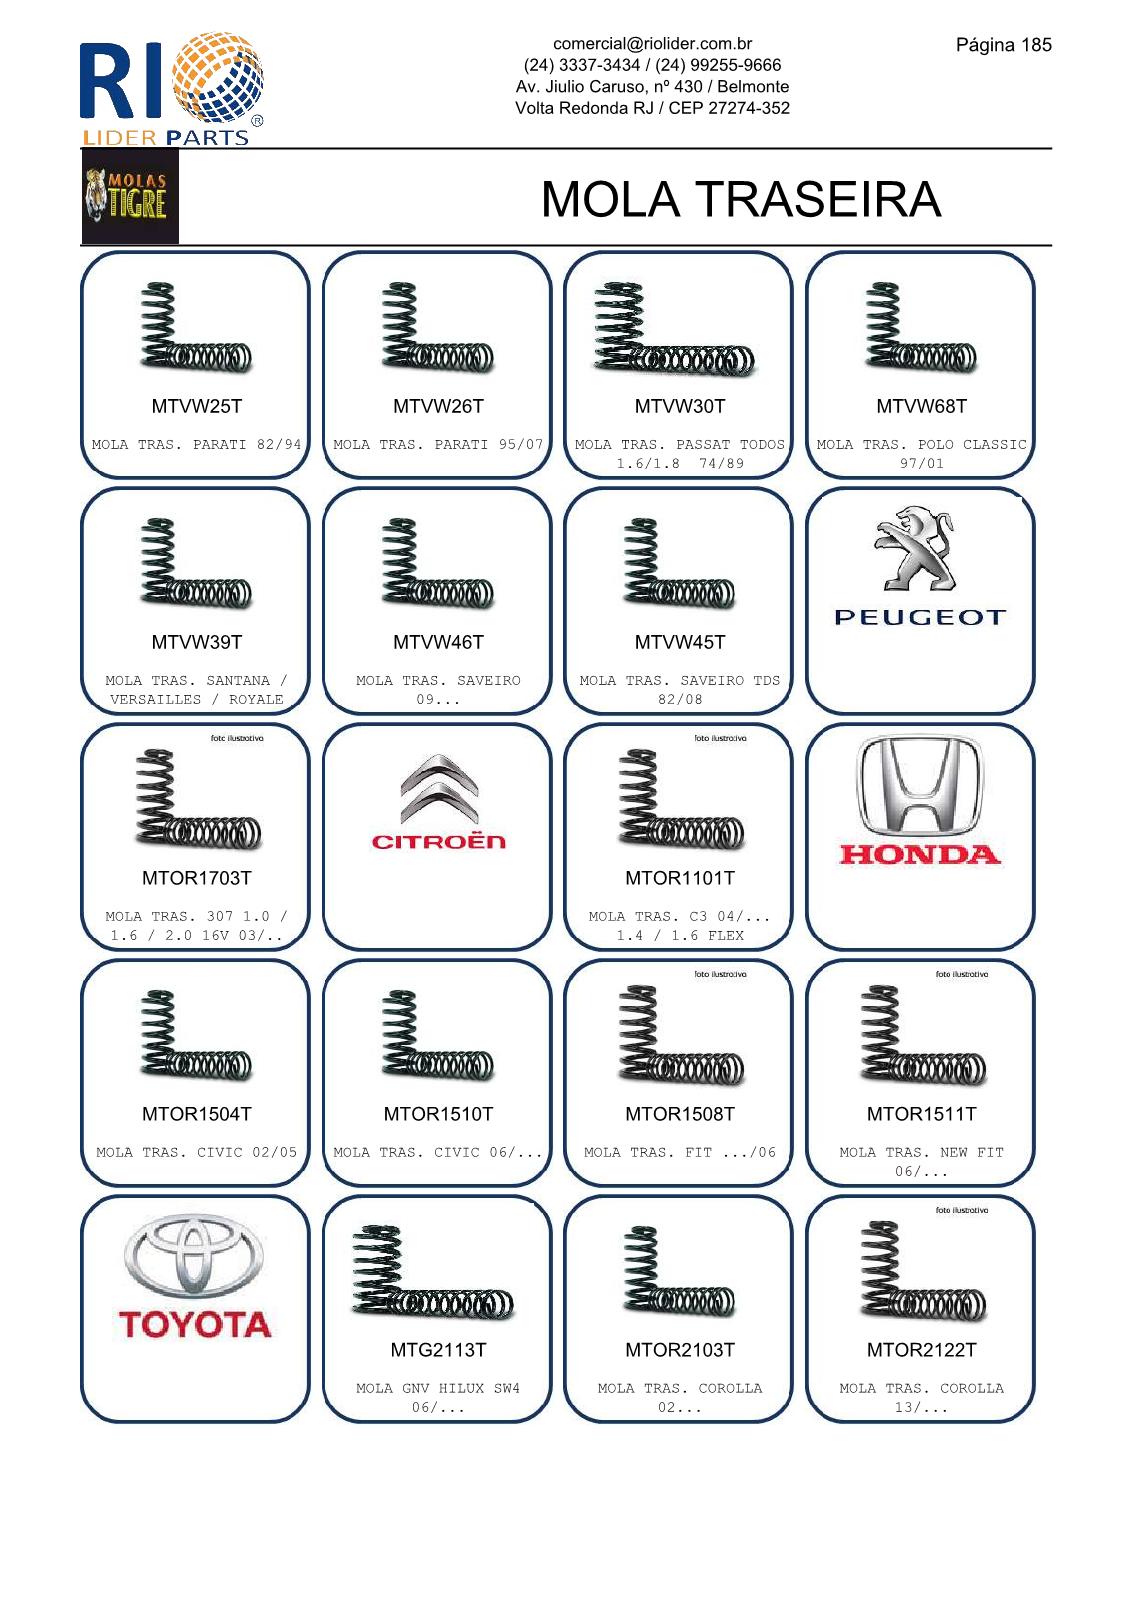 RIO
LIDER PARTS
®
comercial@riolider.com.br
(24) 3337-3434 / (24) 99255-9666
Av. Jiulio Caruso, nº 430 / Belmonte
Volta Redonda RJ / CEP 27274-352
Página 185
MOLAS
TIGRE
MOLA TRASEIRA
MTVW25T
MOLA TRAS. PARATI 82/94
MTVW26T
MOLA TRAS. PARATI 95/07
MTVW30T
MOLA TRAS. PASSAT TODOS
1.6/1.8 74/89
MTVW68T
MOLA TRAS. POLO CLASSIC
97/01
MTVW39T
MOLA TRAS. SANTANA /
VERSAILLES / ROYALE
MTVW46T
MOLA TRAS. SAVEIRO
09...
MTVW45T
MOLA TRAS. SAVEIRO TDS
82/08
PEUGEOT
foto ilustrativa
MTOR1703T
MOLA TRAS. 307 1.0 /
1.6 / 2.0 16V 03/..
CITROËN
foto ilustrativa
MTOR1101T
MOLA TRAS. C3 04/...
1.4 / 1.6 FLEX
HONDA
MTOR1504T
MOLA TRAS. CIVIC 02/05
MTOR1510T
MOLA TRAS. CIVIC 06/...
foto ilustrativa
MTOR1508T
MOLA TRAS. FIT .../06
foto ilustrativa
MTOR1511T
MOLA TRAS. NEW FIT
06/...
TOYOTA
MTG2113T
MOLA GNV HILUX SW4
06/...
MTOR2103T
MOLA TRAS. COROLLA
02...
foto ilustrativa
MTOR2122T
MOLA TRAS. COROLLA
13/...